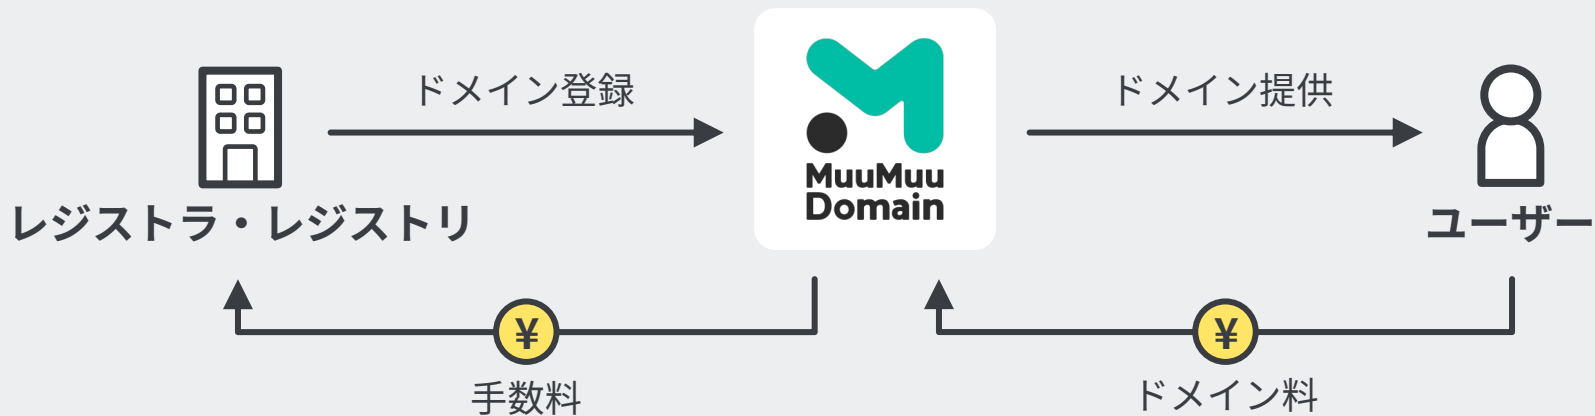 ドメイン登録
ドメイン提供
MuuMuu
Domain
レジストラ・レジストリ
ユーザー
¥
¥
手数料
ドメイン料